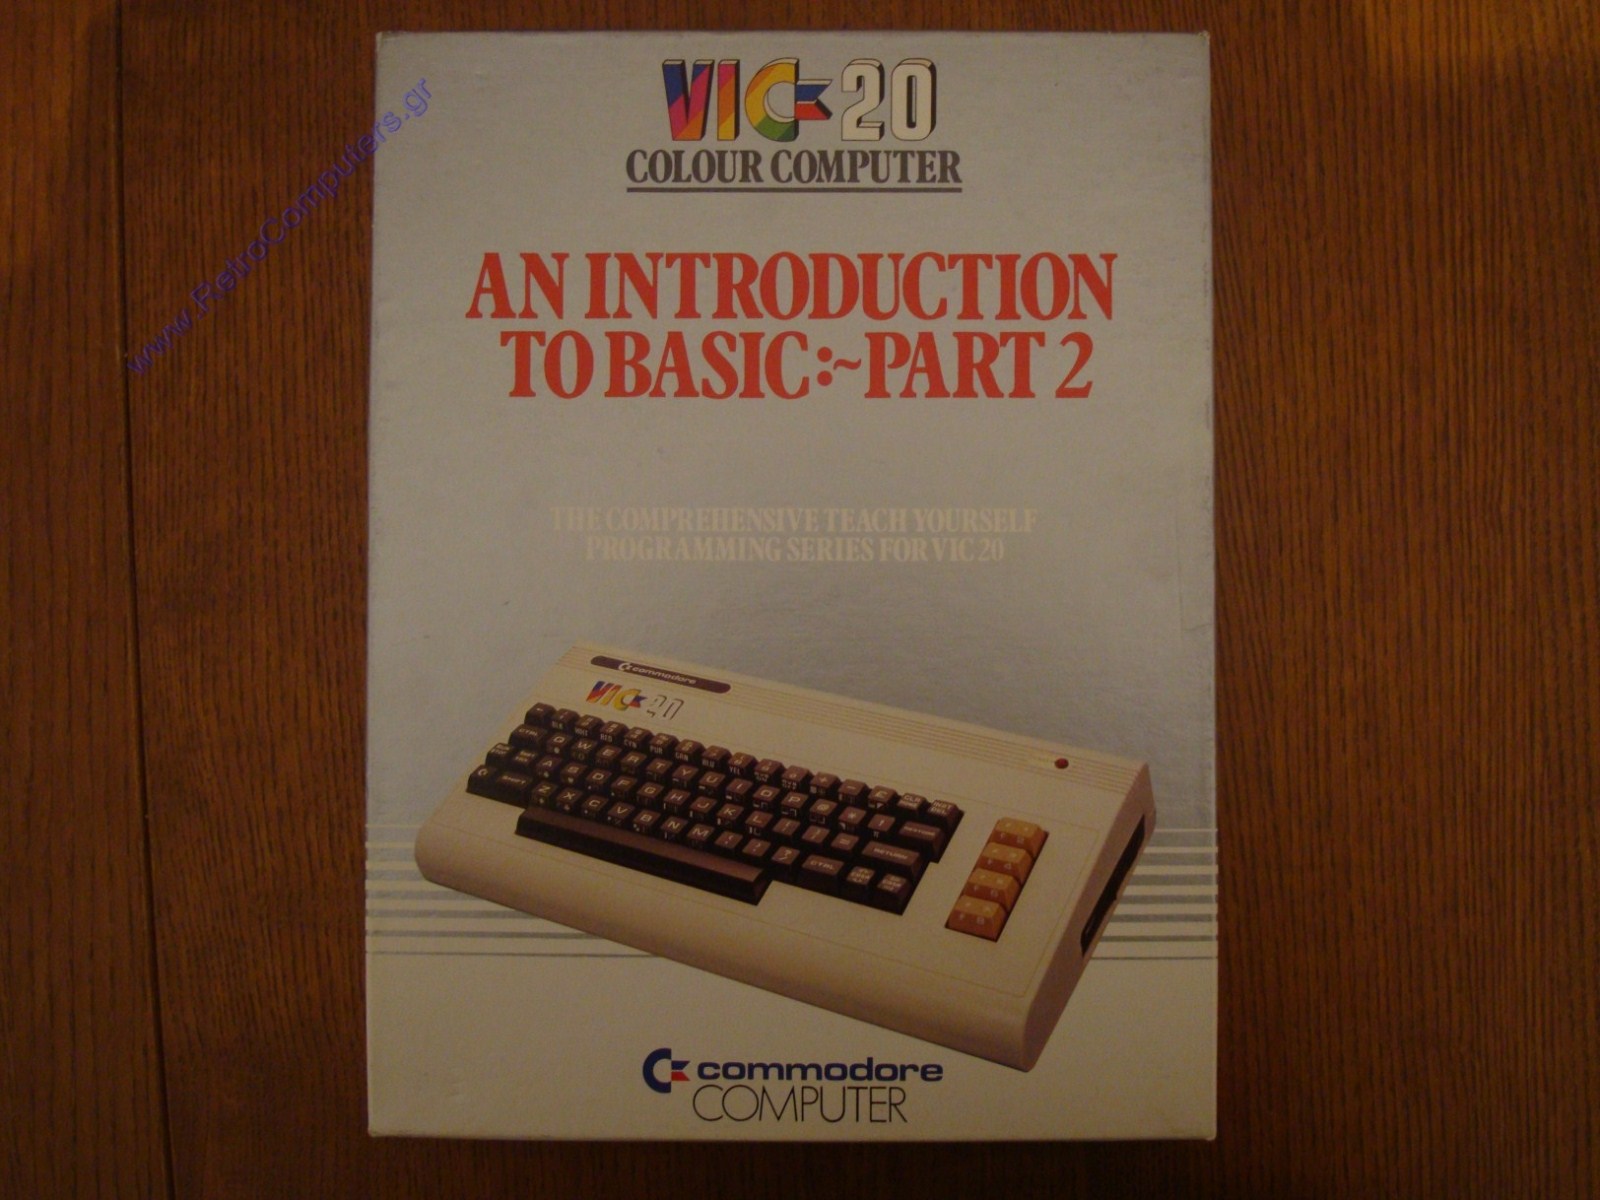 VIC 20
COLOUR COMPUTER
AN INTRODUCTION
TO BASIC:~PART 2
THE COMPREHENSIVE TEACH YOURSELF
PROGRAMMING SERIES FOR VIC 20
commodore
VIC 20
commodore
COMPUTER
www.RetroComputers.gr